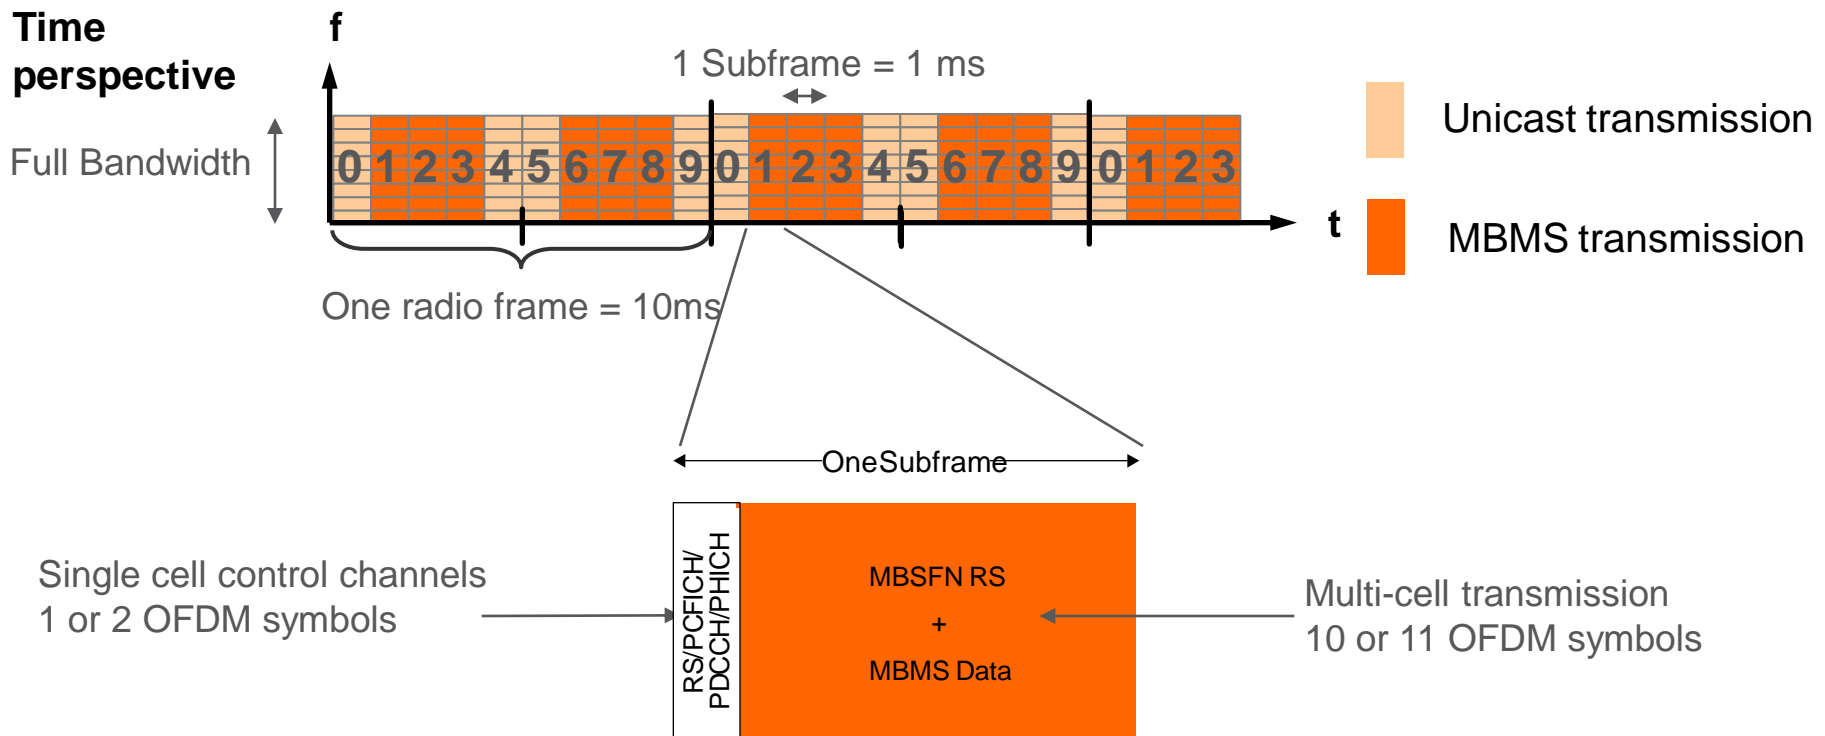 Time
perspective
f
1 Subframe = 1 ms
Full Bandwidth
0 1 2 3 4 5 6 7 8 9 0 1 2 3 4 5 6 7 8 9 0 1 2 3
t
Unicast transmission
MBMS transmission
One radio frame = 10ms
OneSubframe
Single cell control channels
1 or 2 OFDM symbols
RS/PCFICH/
PDCCH/PHICH
MBSFN RS
+
MBMS Data
Multi-cell transmission
10 or 11 OFDM symbols